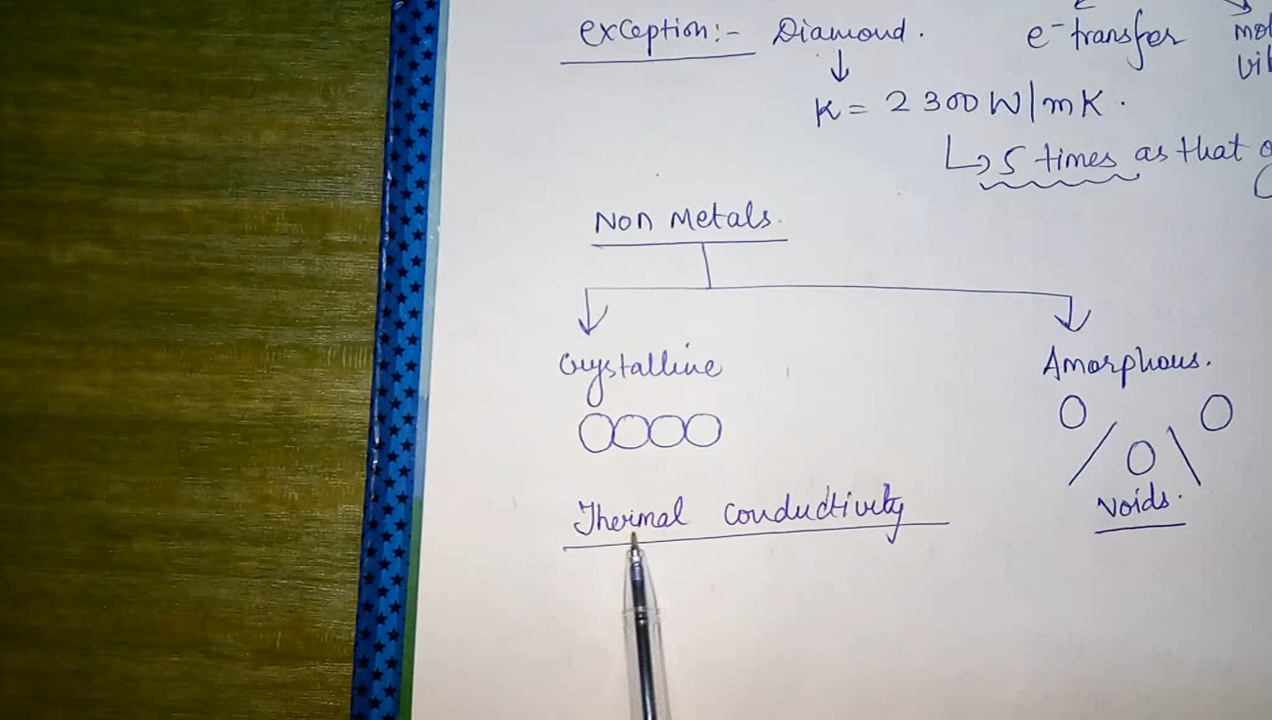 exception:- Diamond. e- transfer
K = 2300 W/mK.
↳ 5 times as that
Non Metals.
Crystalline Amorphous.
Voids.
Thermal conductivity